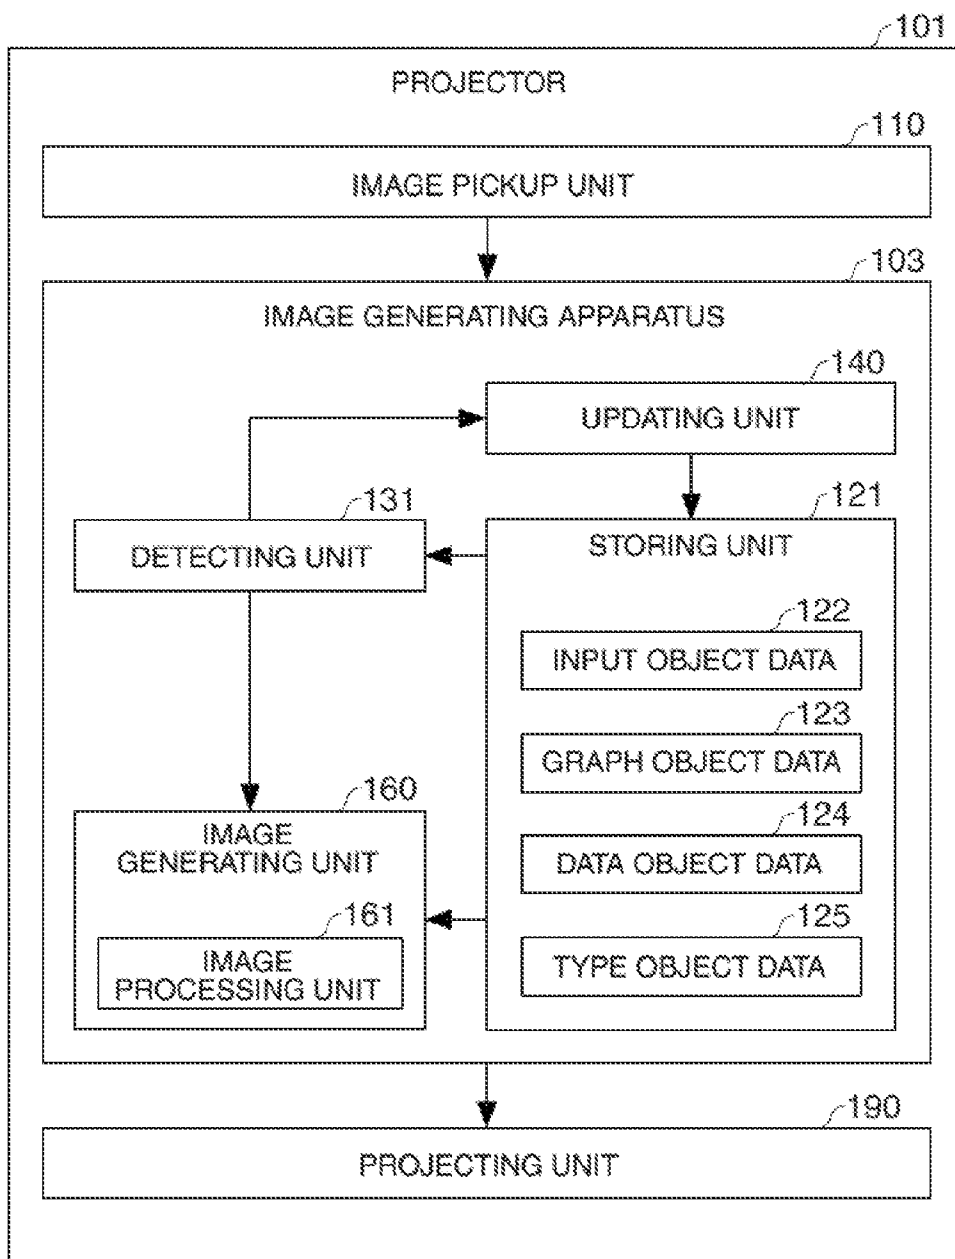 101
PROJECTOR
110
IMAGE PICKUP UNIT
103
IMAGE GENERATING APPARATUS
140
UPDATING UNIT
131
DETECTING UNIT
121
STORING UNIT
122
INPUT OBJECT DATA
123
GRAPH OBJECT DATA
124
DATA OBJECT DATA
125
TYPE OBJECT DATA
160
IMAGE
GENERATING UNIT
161
IMAGE
PROCESSING UNIT
190
PROJECTING UNIT